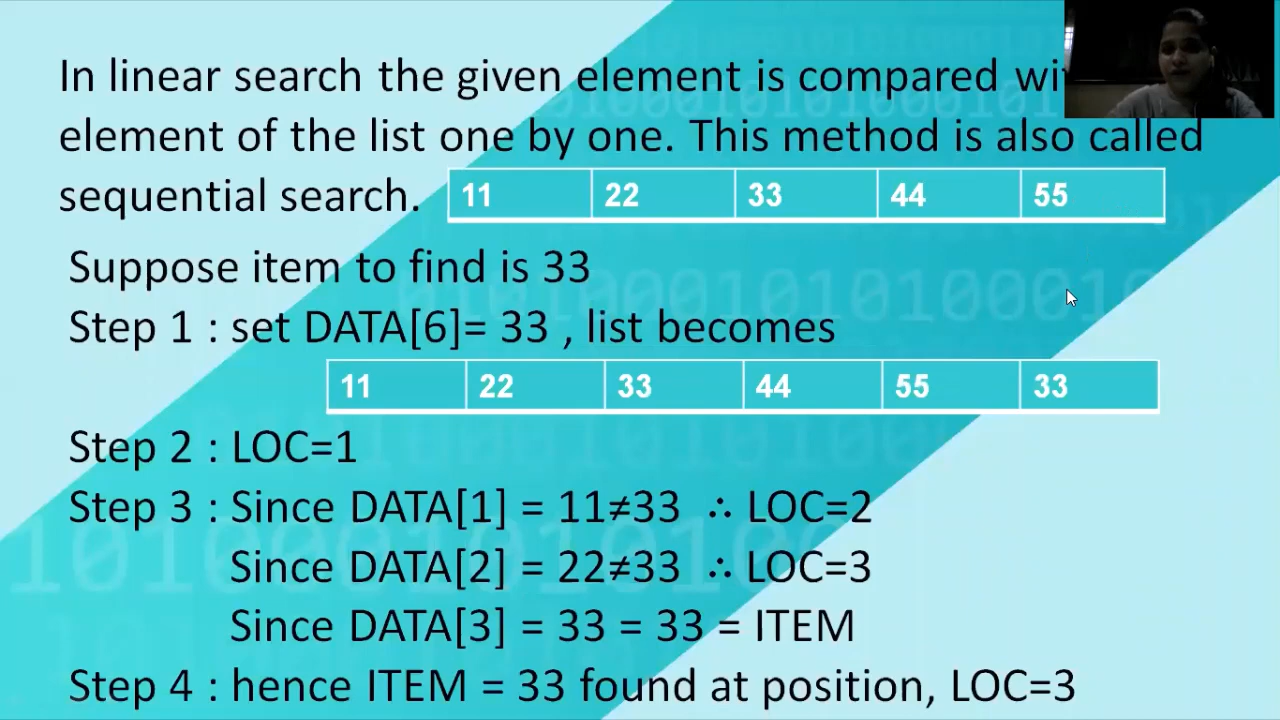 In linear search the given element is compared wi
element of the list one by one. This method is also called
sequential search.
11 22 33 44 55
Suppose item to find is 33
Step 1 : set DATA[6]= 33 , list becomes
11 22 33 44 55 33
Step 2 : LOC=1
Step 3 : Since DATA[1] = 11≠33 ∴ LOC=2
Since DATA[2] = 22≠33 ∴ LOC=3
Since DATA[3] = 33 = 33 = ITEM
Step 4 : hence ITEM = 33 found at position, LOC=3